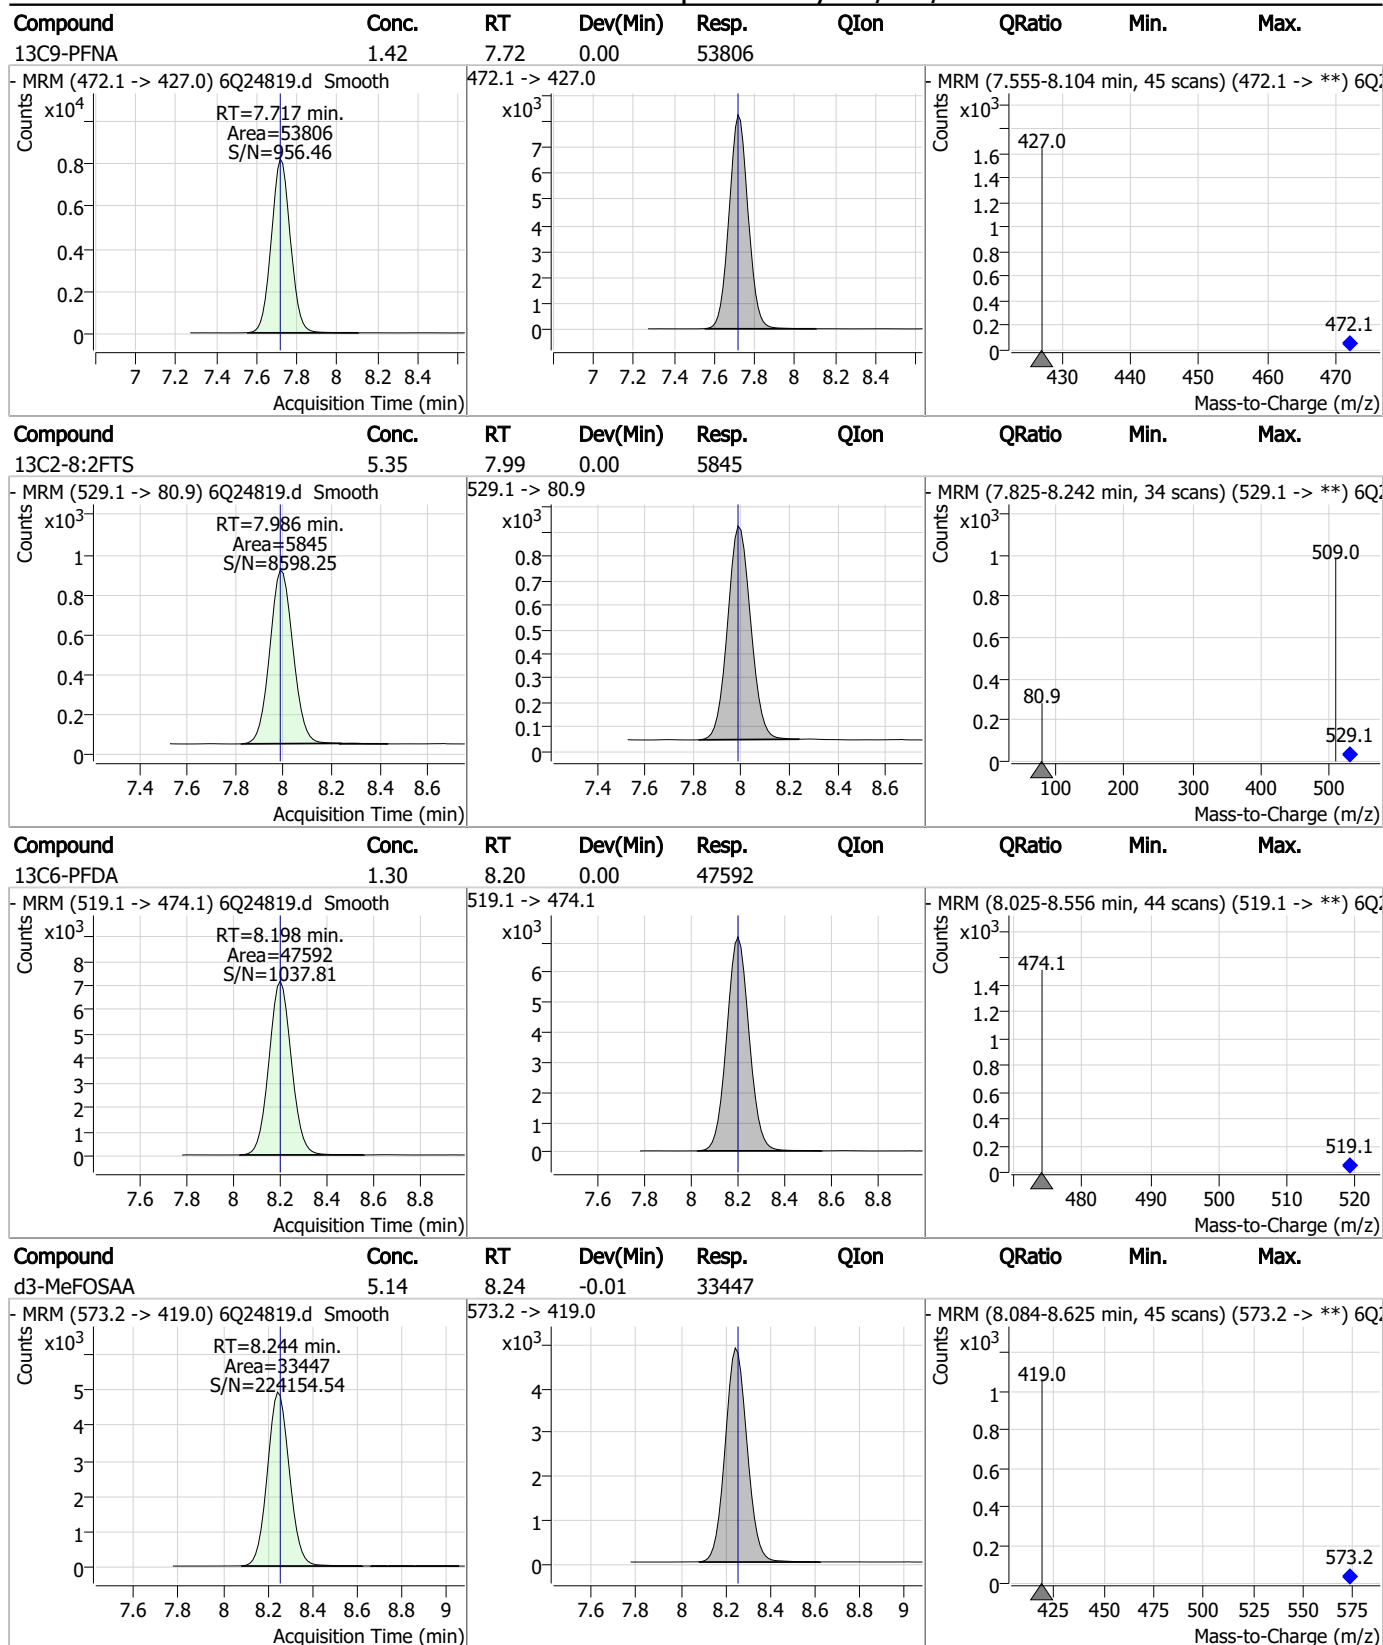 Compound Conc. RT Dev(Min) Resp. QIon QRatio Min. Max.
13C9-PFNA 1.42 7.72 0.00 53806
- MRM (472.1 -> 427.0) 6Q24819.d Smooth
Counts
x10⁴
RT=7.717 min.
Area=53806
S/N=956.46
0.8
0.6
0.4
0.2
0
7 7.2 7.4 7.6 7.8 8 8.2 8.4
Acquisition Time (min)
472.1 -> 427.0
x10³
7
6
5
4
3
2
1
0
7 7.2 7.4 7.6 7.8 8 8.2 8.4
- MRM (7.555-8.104 min, 45 scans) (472.1 -> **) 6Q2
Counts
x10³
427.0
1.6
1.4
1.2
1
0.8
0.6
0.4
0.2
0
472.1
430 440 450 460 470
Mass-to-Charge (m/z)
Compound Conc. RT Dev(Min) Resp. QIon QRatio Min. Max.
13C2-8:2FTS 5.35 7.99 0.00 5845
- MRM (529.1 -> 80.9) 6Q24819.d Smooth
Counts
x10³
RT=7.986 min.
Area=5845
S/N=8598.25
1
0.8
0.6
0.4
0.2
0
7.4 7.6 7.8 8 8.2 8.4 8.6
Acquisition Time (min)
529.1 -> 80.9
x10³
0.8
0.7
0.6
0.5
0.4
0.3
0.2
0.1
0
7.4 7.6 7.8 8 8.2 8.4 8.6
- MRM (7.825-8.242 min, 34 scans) (529.1 -> **) 6Q2
Counts
x10³
1
509.0
0.8
0.6
0.4
80.9
0.2
529.1
0
100 200 300 400 500
Mass-to-Charge (m/z)
Compound Conc. RT Dev(Min) Resp. QIon QRatio Min. Max.
13C6-PFDA 1.30 8.20 0.00 47592
- MRM (519.1 -> 474.1) 6Q24819.d Smooth
Counts
x10³
RT=8.198 min.
Area=47592
S/N=1037.81
8
7
6
5
4
3
2
1
0
7.6 7.8 8 8.2 8.4 8.6 8.8
Acquisition Time (min)
519.1 -> 474.1
x10³
6
5
4
3
2
1
0
7.6 7.8 8 8.2 8.4 8.6 8.8
- MRM (8.025-8.556 min, 44 scans) (519.1 -> **) 6Q2
Counts
x10³
474.1
1.4
1.2
1
0.8
0.6
0.4
0.2
0
519.1
480 490 500 510 520
Mass-to-Charge (m/z)
Compound Conc. RT Dev(Min) Resp. QIon QRatio Min. Max.
d3-MeFOSAA 5.14 8.24 -0.01 33447
- MRM (573.2 -> 419.0) 6Q24819.d Smooth
Counts
x10³
RT=8.244 min.
Area=33447
S/N=224154.54
5
4
3
2
1
0
7.6 7.8 8 8.2 8.4 8.6 8.8 9
Acquisition Time (min)
573.2 -> 419.0
x10³
4
3
2
1
0
7.6 7.8 8 8.2 8.4 8.6 8.8 9
- MRM (8.084-8.625 min, 45 scans) (573.2 -> **) 6Q2
Counts
x10³
419.0
1
0.8
0.6
0.4
0.2
0
573.2
425 450 475 500 525 550 575
Mass-to-Charge (m/z)